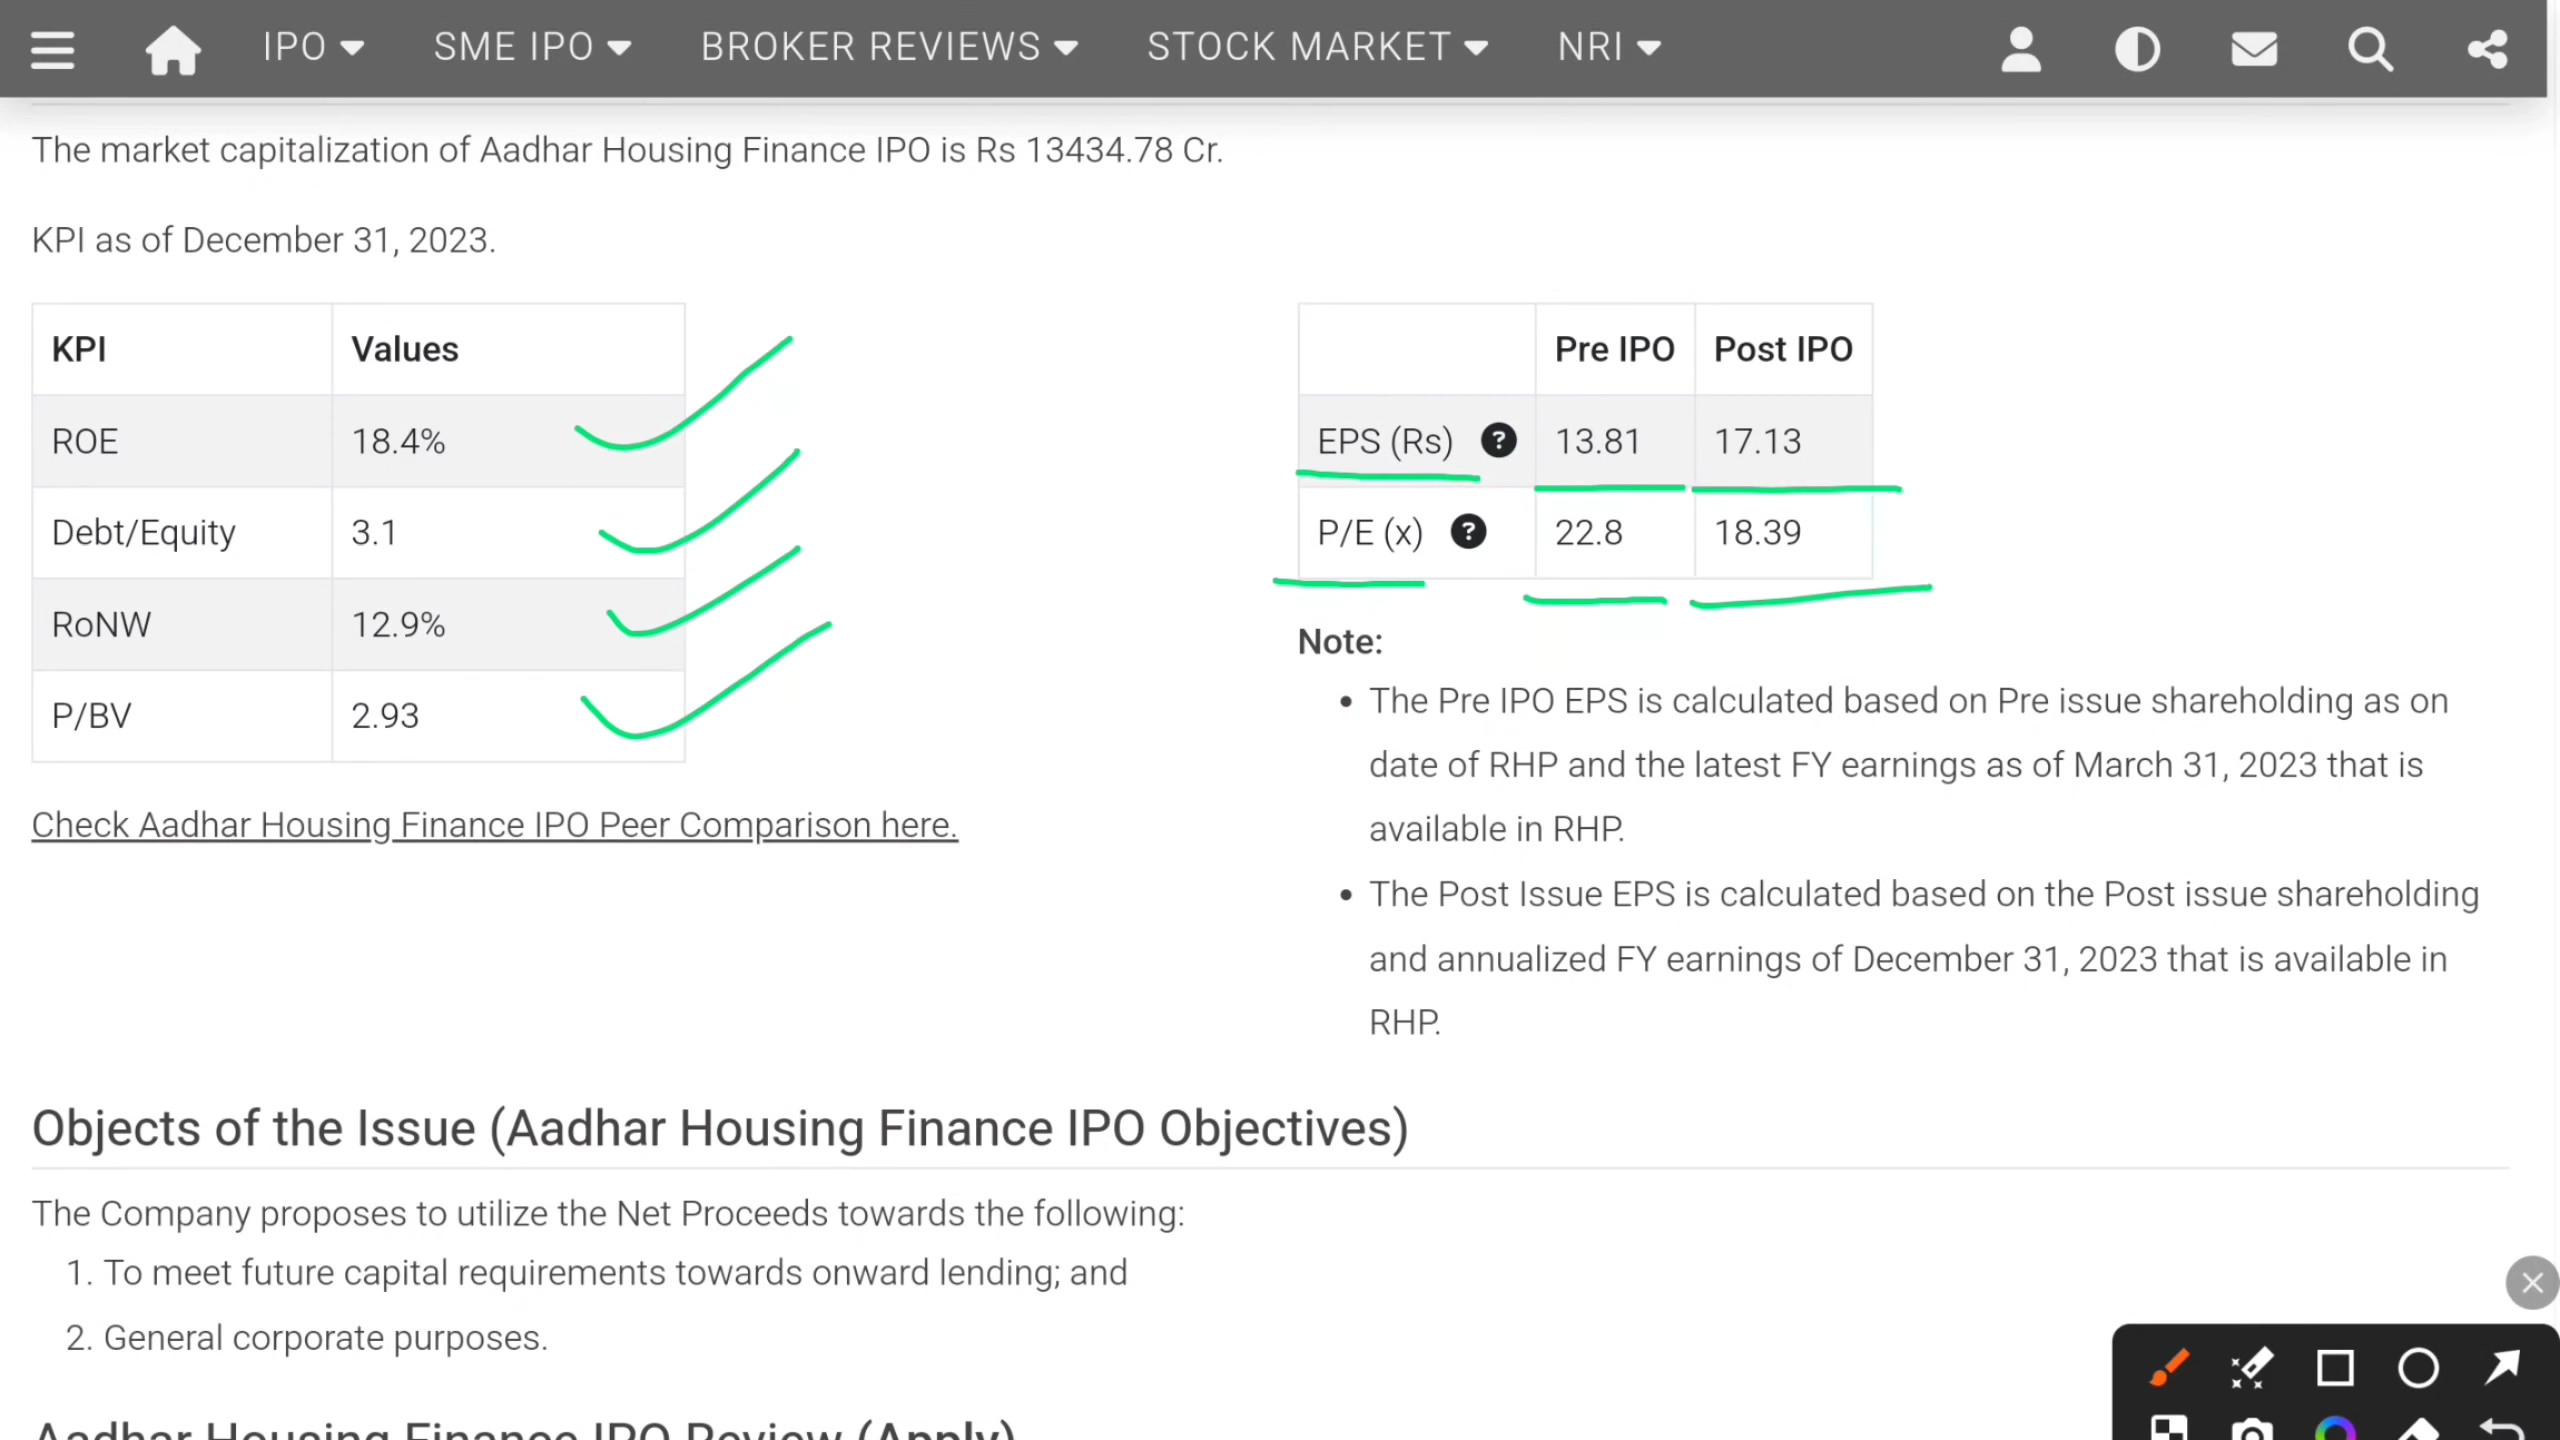 IPO SME IPO BROKER REVIEWS STOCK MARKET NRI
The market capitalization of Aadhar Housing Finance IPO is Rs 13434.78 Cr.
KPI as of December 31, 2023.
KPI Values
ROE 18.4%
Debt/Equity 3.1
RoNW 12.9%
P/BV 2.93
Check Aadhar Housing Finance IPO Peer Comparison here.
Pre IPO Post IPO
EPS (Rs) ? 13.81 17.13
P/E (x) ? 22.8 18.39
Note:
• The Pre IPO EPS is calculated based on Pre issue shareholding as on
date of RHP and the latest FY earnings as of March 31, 2023 that is
available in RHP.
• The Post Issue EPS is calculated based on the Post issue shareholding
and annualized FY earnings of December 31, 2023 that is available in
RHP.
Objects of the Issue (Aadhar Housing Finance IPO Objectives)
The Company proposes to utilize the Net Proceeds towards the following:
1. To meet future capital requirements towards onward lending; and
2. General corporate purposes.
Aadhar Housing Finance IPO Review (Apply)